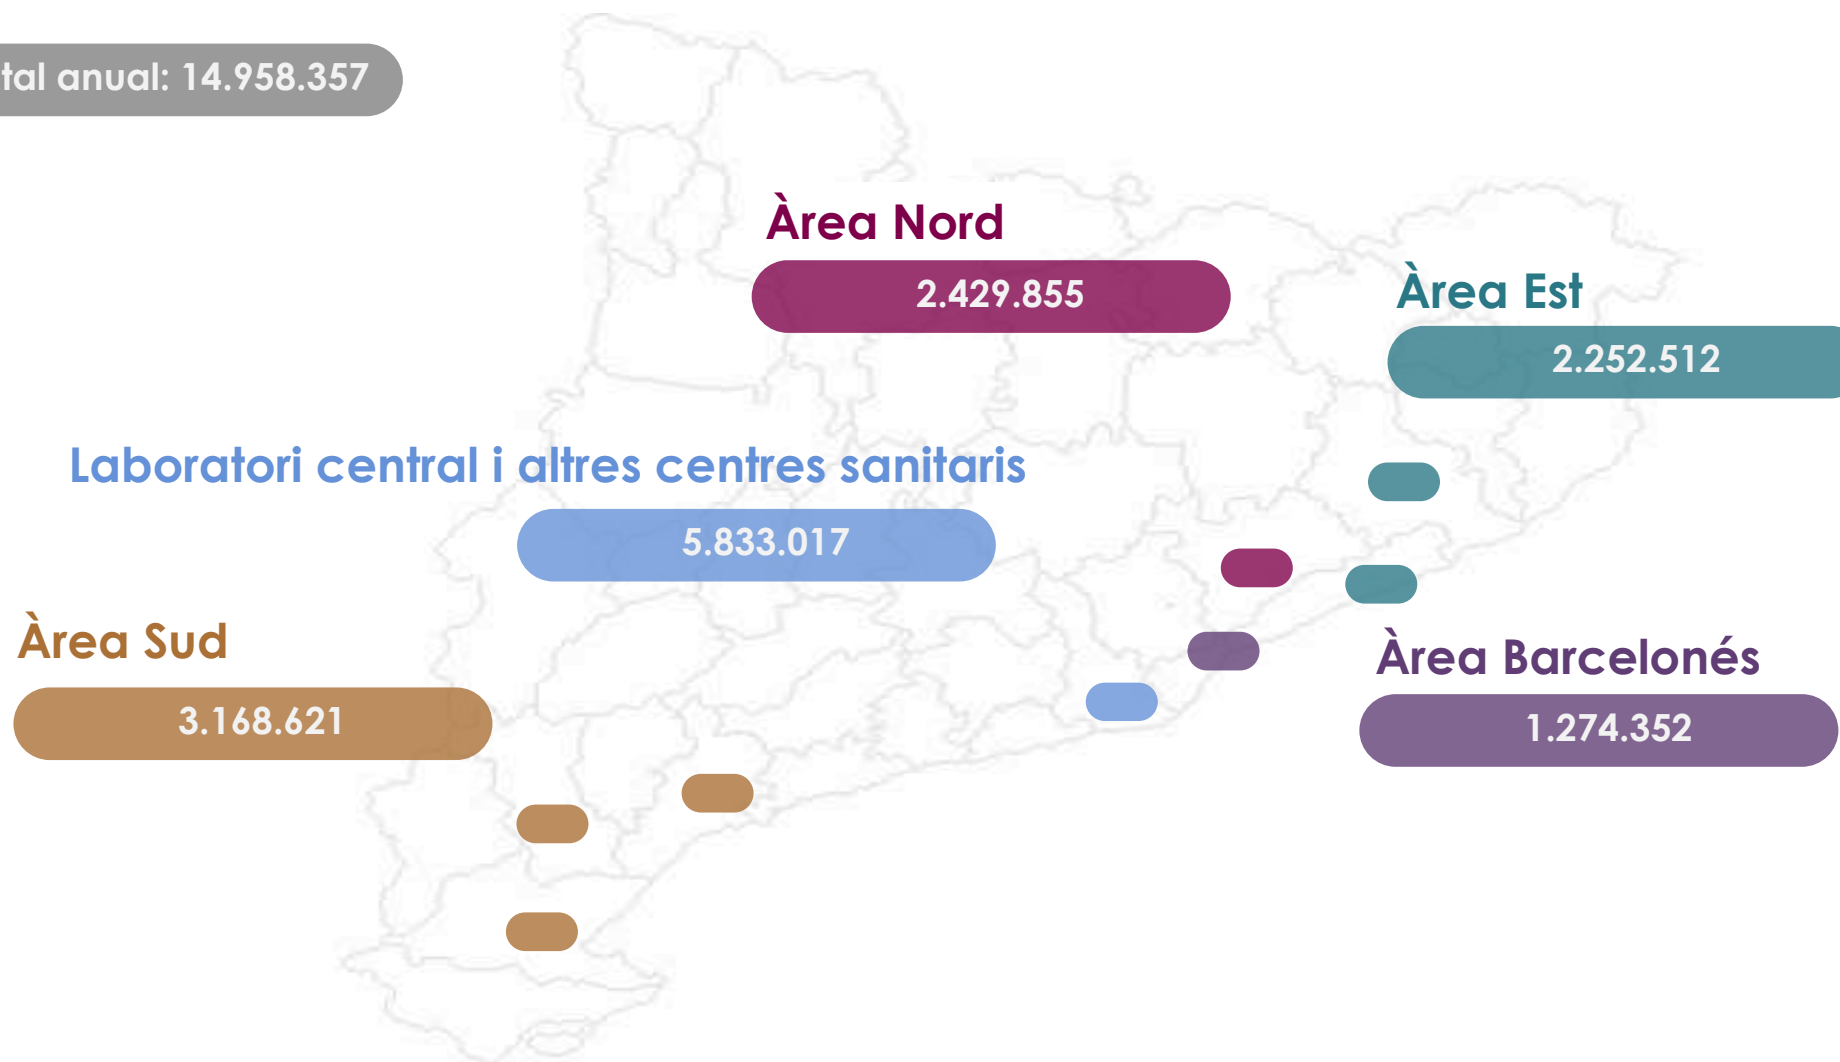 tal anual: 14.958.357
Àrea Nord
2.429.855
Àrea Est
2.252.512
Laboratori central i altres centres sanitaris
5.833.017
Àrea Sud
3.168.621
Àrea Barcelonés
1.274.352